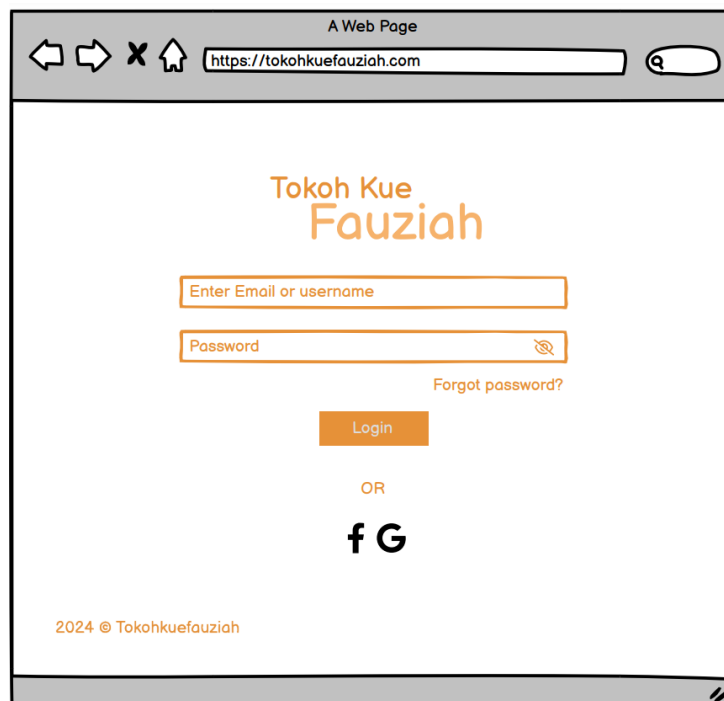 A Web Page
https://tokohkuefauziah.com
Tokoh Kue
Fauziah
Enter Email or username
Password
Forgot password?
Login
OR
f G
2024 © Tokohkuefauziah